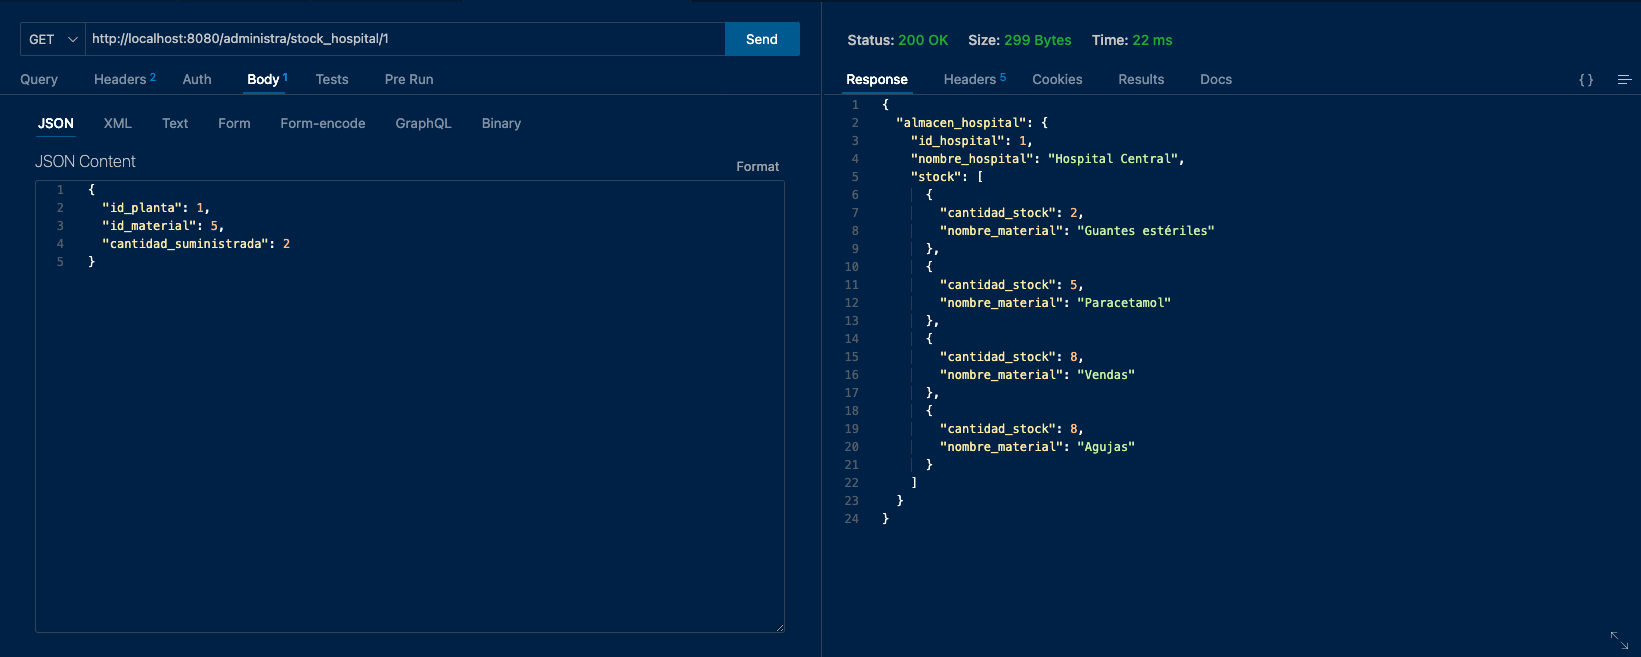 GET http://localhost:8080/administra/stock_hospital/1 Send
Query Headers 2 Auth Body 1 Tests Pre Run
JSON XML Text Form Form-encode GraphQL Binary
JSON Content
Format
1 {
2 "id_planta": 1,
3 "id_material": 5,
4 "cantidad_suministrada": 2
5 }
Status: 200 OK Size: 299 Bytes Time: 22 ms
Response Headers 5 Cookies Results Docs { }
1 {
2 "almacen_hospital": {
3 "id_hospital": 1,
4 "nombre_hospital": "Hospital Central",
5 "stock": [
6 {
7 "cantidad_stock": 2,
8 "nombre_material": "Guantes estériles"
9 },
10 {
11 "cantidad_stock": 5,
12 "nombre_material": "Paracetamol"
13 },
14 {
15 "cantidad_stock": 8,
16 "nombre_material": "Vendas"
17 },
18 {
19 "cantidad_stock": 8,
20 "nombre_material": "Agujas"
21 }
22 ]
23 }
24 }